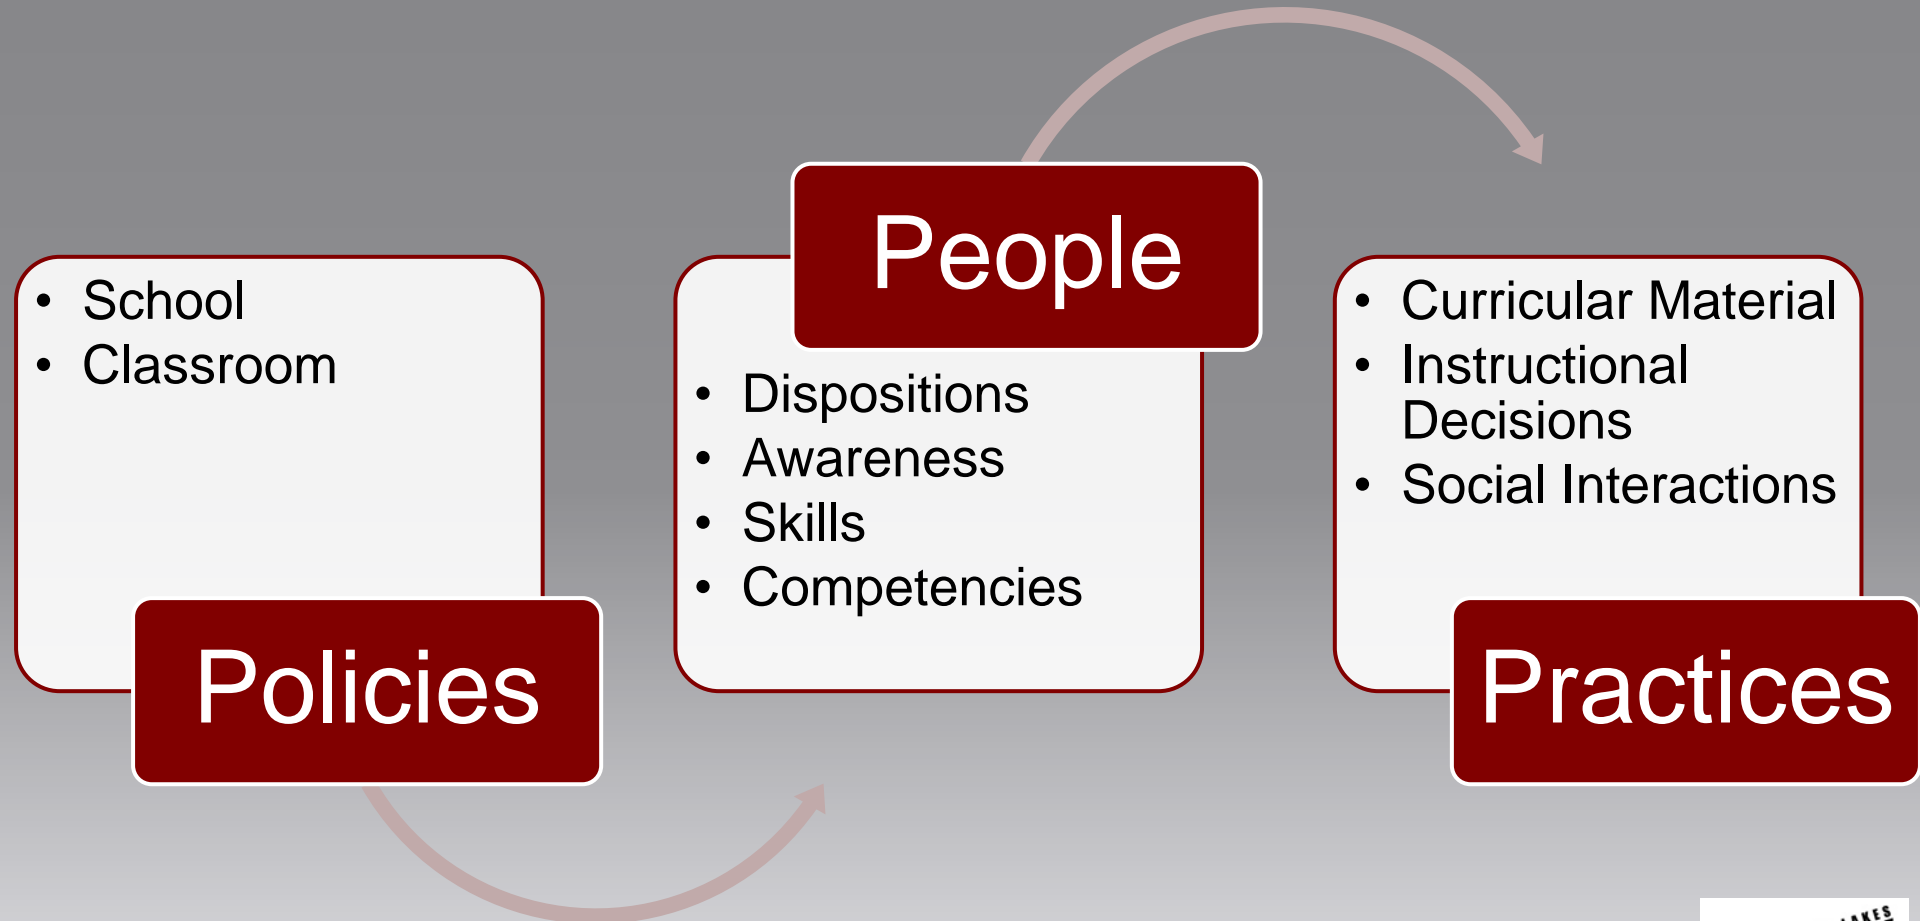 • School
• Classroom
Policies
People
• Dispositions
• Awareness
• Skills
• Competencies
• Curricular Material
• Instructional
Decisions
• Social Interactions
Practices